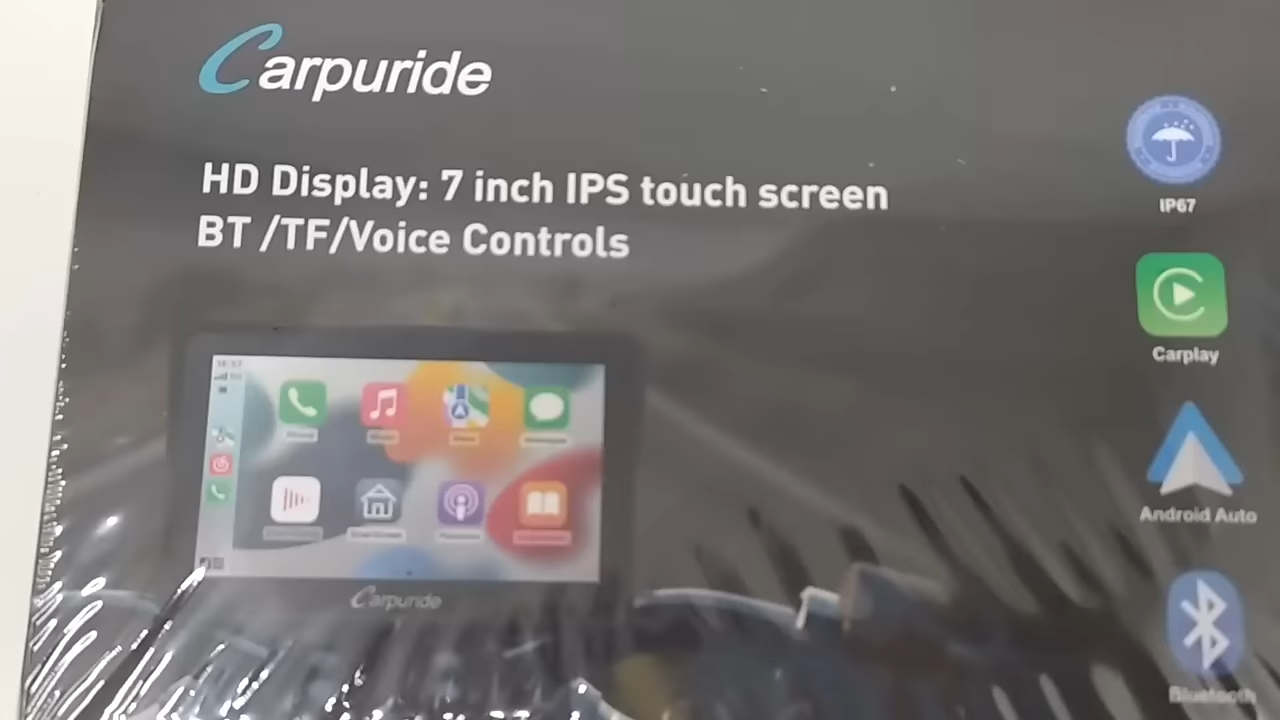 Carpuride
HD Display: 7 inch IPS touch screen
BT /TF/Voice Controls
IP67
Carplay
Android Auto
Bluetooth
Carpuride